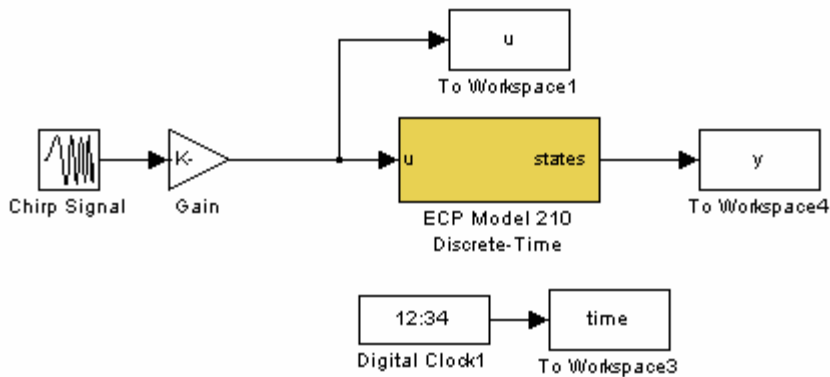 u
To Workspace1
K-
u states
y
Chirp Signal
Gain
ECP Model 210
Discrete-Time
To Workspace4
12:34
time
Digital Clock1
To Workspace3